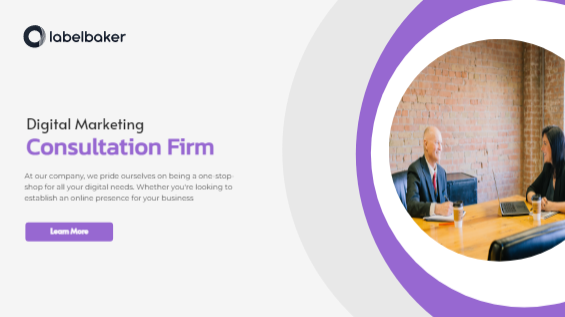 labelbaker
Digital Marketing
Consultation Firm
At our company, we pride ourselves on being a one-stop-
shop for all your digital needs. Whether you're looking to
establish an online presence for your business
Learn More